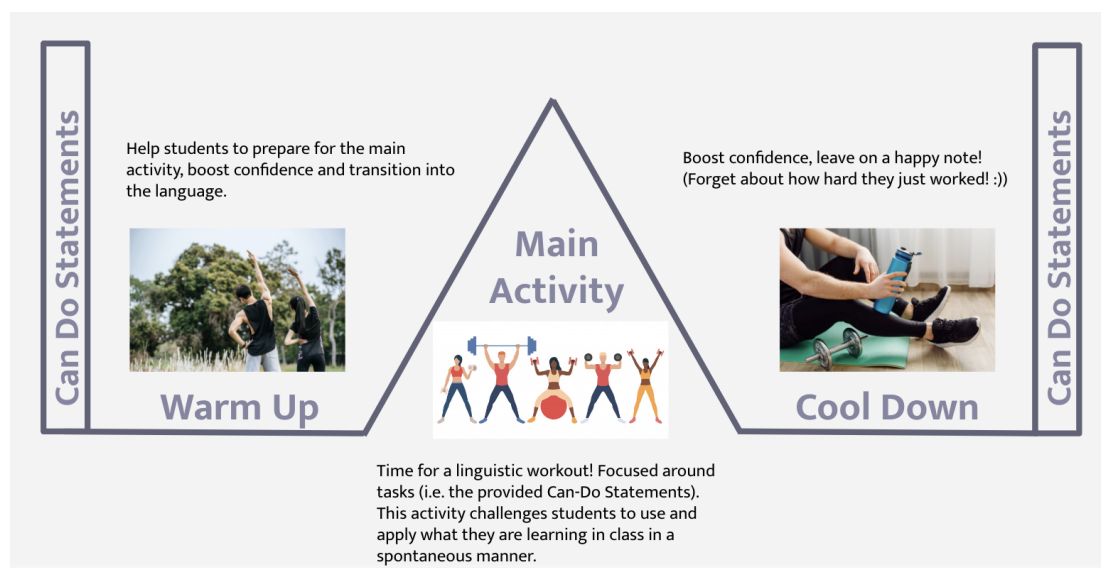 Can Do Statements
Help students to prepare for the main
activity, boost confidence and transition into
the language.
Warm Up
Main
Activity
Time for a linguistic workout! Focused around
tasks (i.e. the provided Can-Do Statements).
This activity challenges students to use and
apply what they are learning in class in a
spontaneous manner.
Boost confidence, leave on a happy note!
(Forget about how hard they just worked! :))
Cool Down
Can Do Statements